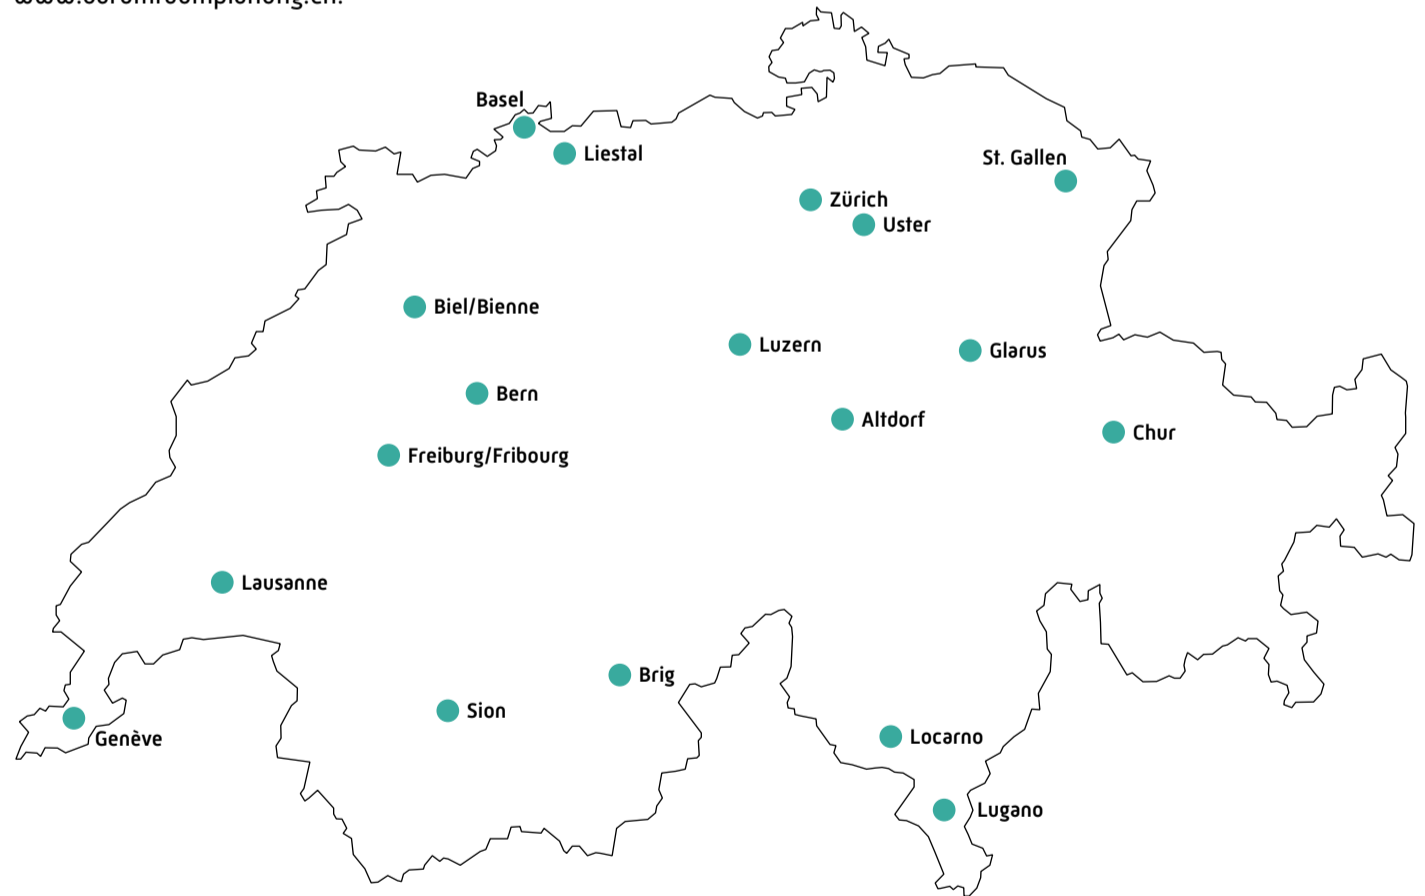 Basel
Liestal
St. Gallen
Zürich
Uster
Biel/Bienne
Luzern
Glarus
Bern
Altdorf
Chur
Freiburg/Fribourg
Lausanne
Brig
Sion
Genève
Locarno
Lugano